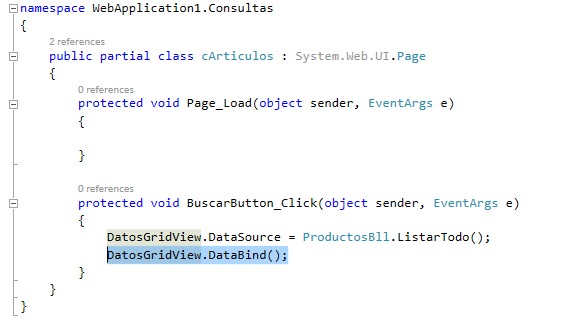 namespace WebApplication1.Consultas
{
2 references
public partial class cArticulos : System.Web.UI.Page
{
0 references
protected void Page_Load(object sender, EventArgs e)
{
}
0 references
protected void BuscarButton_Click(object sender, EventArgs e)
{
DatosGridView.DataSource = ProductosBll.ListarTodo();
DatosGridView.DataBind();
}
}
}